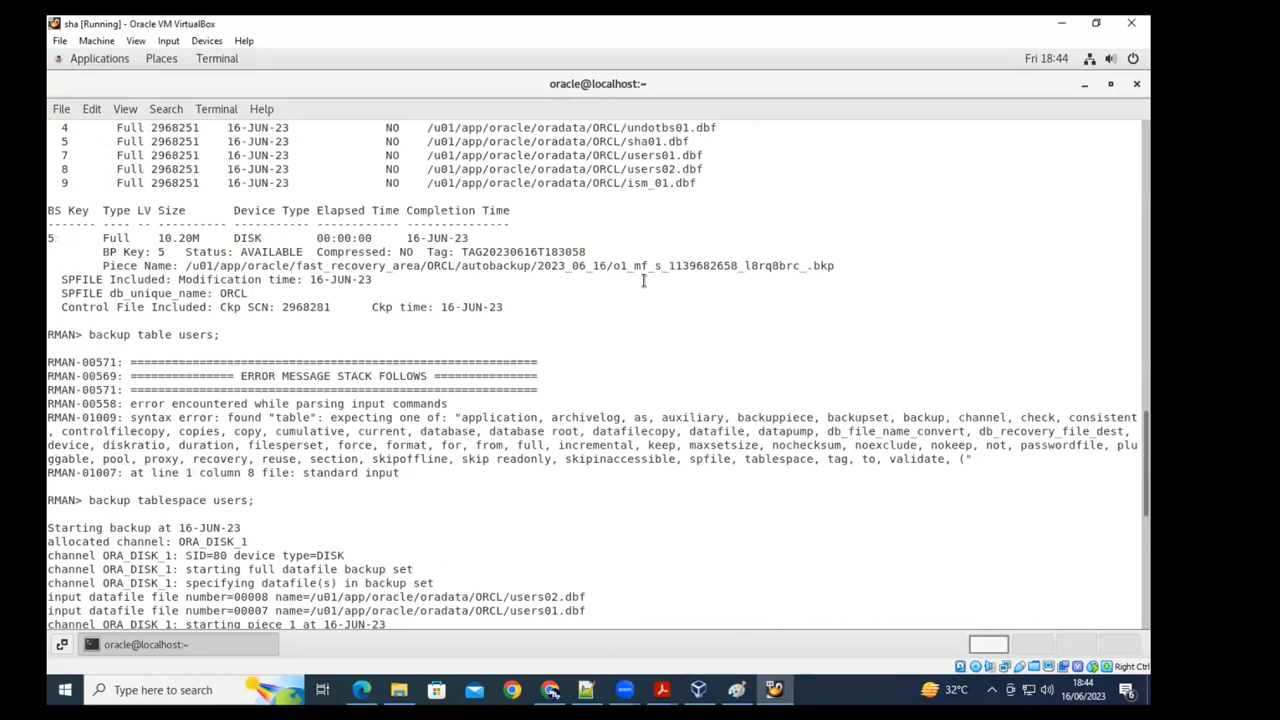 sha [Running] - Oracle VM VirtualBox
File Machine View Input Devices Help
Applications Places Terminal Fri 18:44
oracle@localhost:~
File Edit View Search Terminal Help
4 Full 2968251 16-JUN-23 NO /u01/app/oracle/oradata/ORCL/undotbs01.dbf
5 Full 2968251 16-JUN-23 NO /u01/app/oracle/oradata/ORCL/sha01.dbf
7 Full 2968251 16-JUN-23 NO /u01/app/oracle/oradata/ORCL/users01.dbf
8 Full 2968251 16-JUN-23 NO /u01/app/oracle/oradata/ORCL/users02.dbf
9 Full 2968251 16-JUN-23 NO /u01/app/oracle/oradata/ORCL/ism_01.dbf
BS Key Type LV Size Device Type Elapsed Time Completion Time
------- ---- -- ---------- ----------- ------------ ---------------
5 Full 10.20M DISK 00:00:00 16-JUN-23
BP Key: 5 Status: AVAILABLE Compressed: NO Tag: TAG20230616T183058
Piece Name: /u01/app/oracle/fast_recovery_area/ORCL/autobackup/2023_06_16/o1_mf_s_1139682658_l8rq8brc_.bkp
SPFILE Included: Modification time: 16-JUN-23
SPFILE db_unique_name: ORCL
Control File Included: Ckp SCN: 2968281 Ckp time: 16-JUN-23
RMAN> backup table users;
RMAN-00571: ===========================================================
RMAN-00569: =============== ERROR MESSAGE STACK FOLLOWS ===============
RMAN-00571: ===========================================================
RMAN-00558: error encountered while parsing input commands
RMAN-01009: syntax error: found "table": expecting one of: "application, archivelog, as, auxiliary, backuppiece, backupset, backup, channel, check, consistent
, controlfilecopy, copies, copy, cumulative, current, database, database root, datafilecopy, datafile, datapump, db_file_name_convert, db_recovery_file_dest,
device, diskratio, duration, filesperset, force, format, for, from, full, incremental, keep, maxsetsize, nochecksum, noexclude, nokeep, not, passwordfile, plu
ggable, pool, proxy, recovery, reuse, section, skipoffline, skip readonly, skipinaccessible, spfile, tablespace, tag, to, validate, ("
RMAN-01007: at line 1 column 8 file: standard input
RMAN> backup tablespace users;
Starting backup at 16-JUN-23
allocated channel: ORA_DISK_1
channel ORA_DISK_1: SID=80 device type=DISK
channel ORA_DISK_1: starting full datafile backup set
channel ORA_DISK_1: specifying datafile(s) in backup set
input datafile file number=00008 name=/u01/app/oracle/oradata/ORCL/users02.dbf
input datafile file number=00007 name=/u01/app/oracle/oradata/ORCL/users01.dbf
channel ORA_DISK_1: starting piece 1 at 16-JUN-23
oracle@localhost:~
Right Ctrl
Type here to search
32°C
18:44
16/06/2023
6